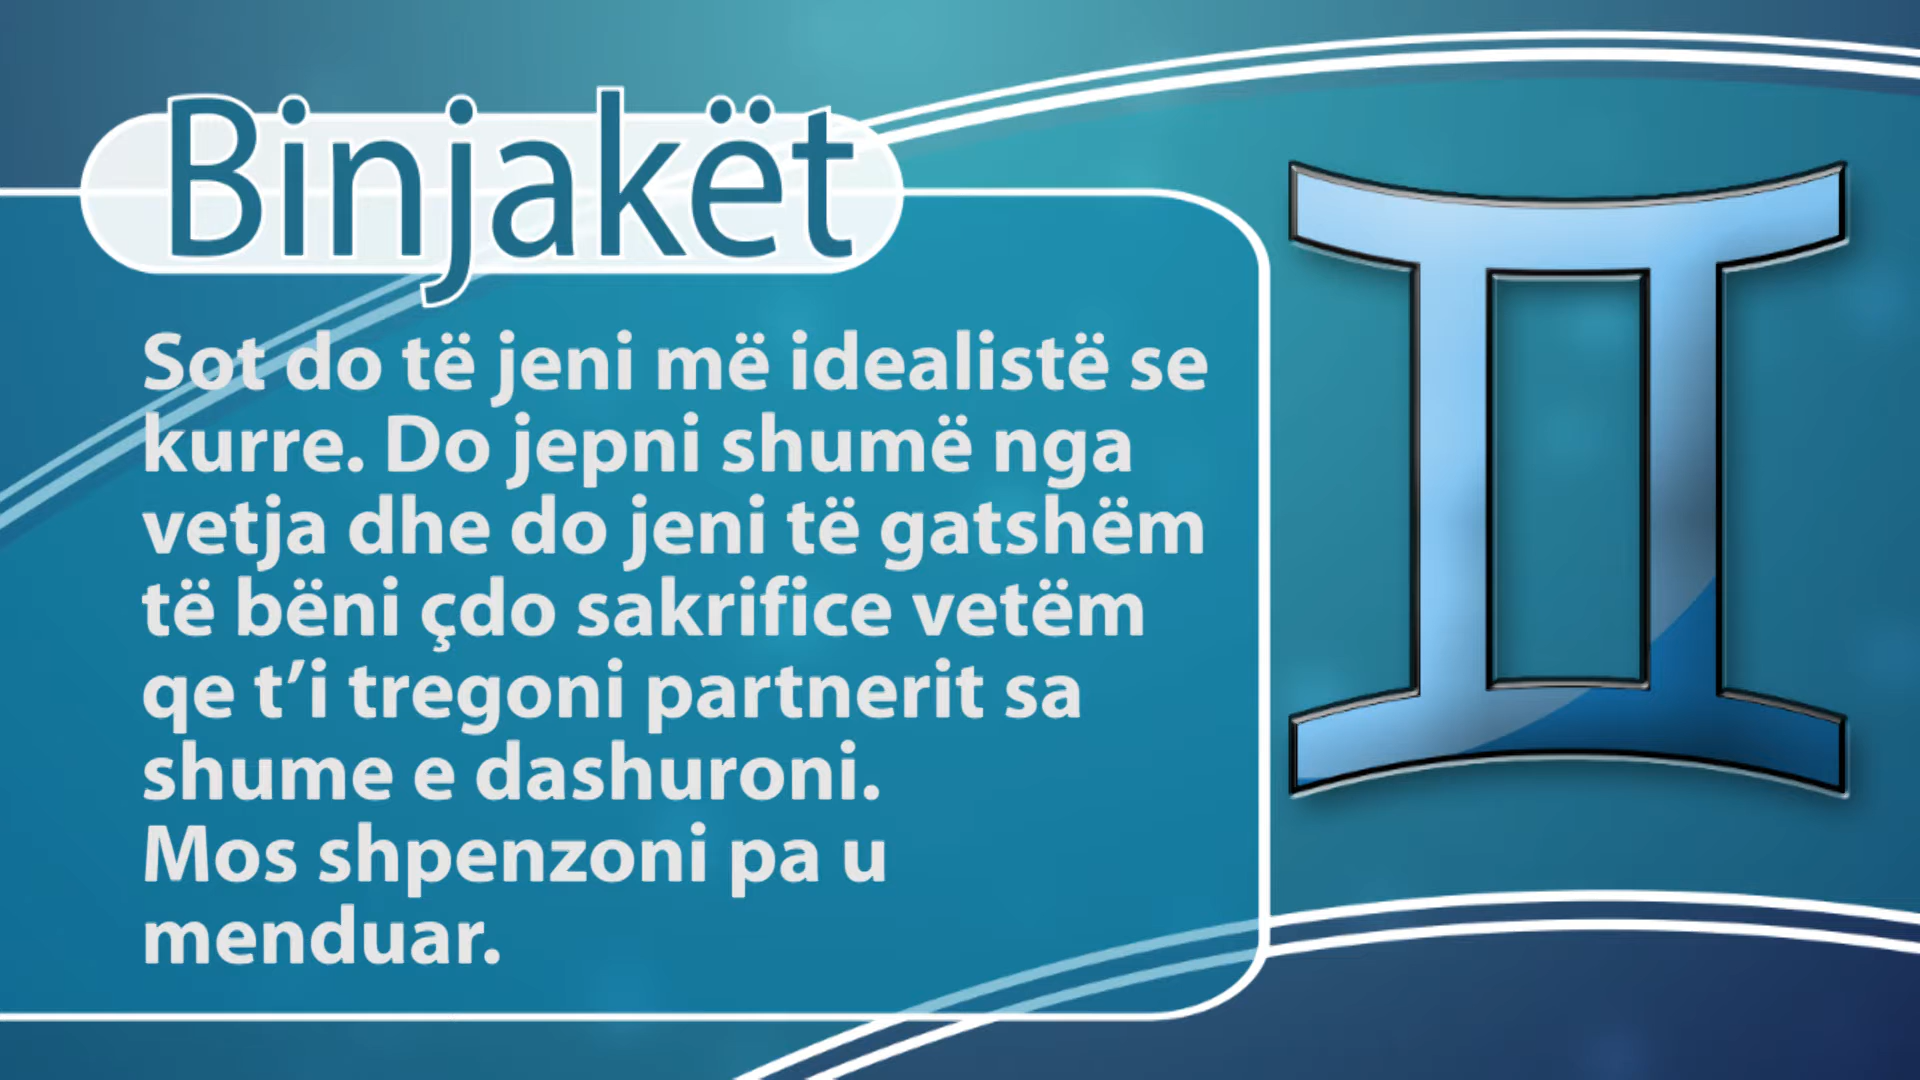 Binjakët
Sot do të jeni më idealistë se
kurre. Do jepni shumë nga
vetja dhe do jeni të gatshëm
të bëni çdo sakrifice vetëm
qe t’i tregoni partnerit sa
shume e dashuroni.
Mos shpenzoni pa u
menduar.